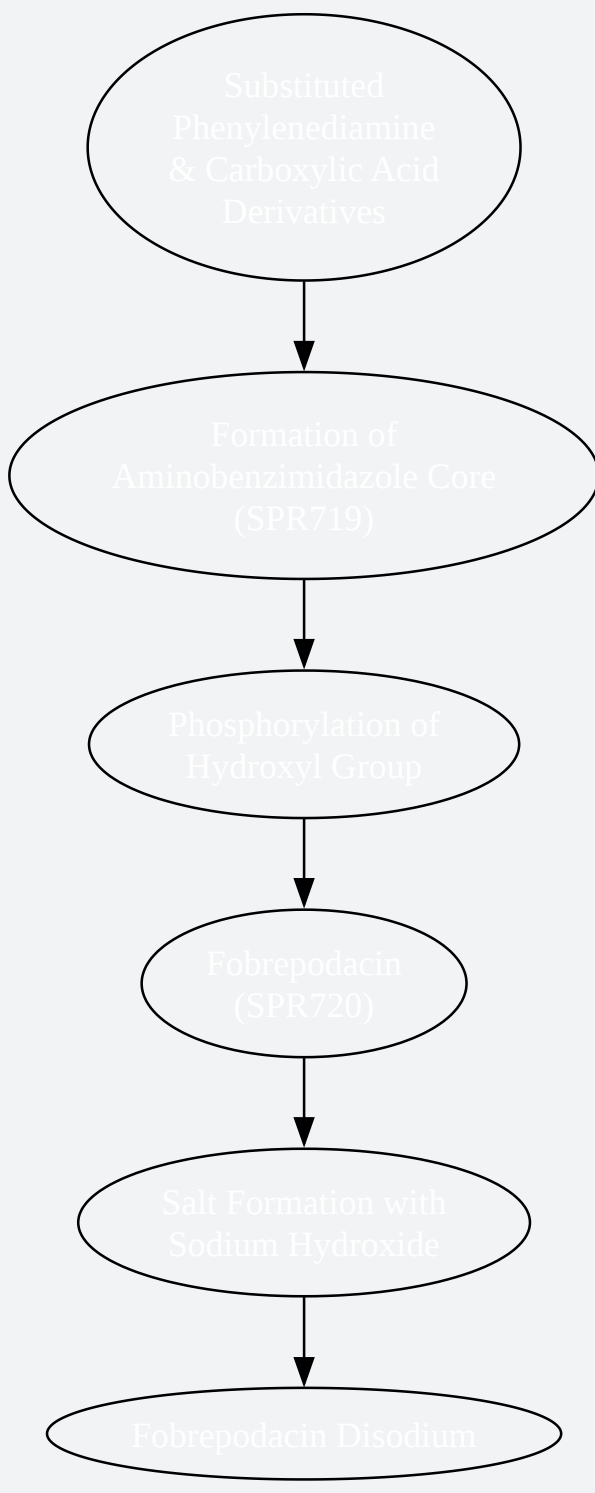 Substituted
Phenylenediamine
& Carboxylic Acid
Derivatives
Formation of
Aminobenzimidazole Core
(SPR719)
Phosphorylation of
Hydroxyl Group
Fobrepodacin
(SPR720)
Salt Formation with
Sodium Hydroxide
Fobrepodacin Disodium